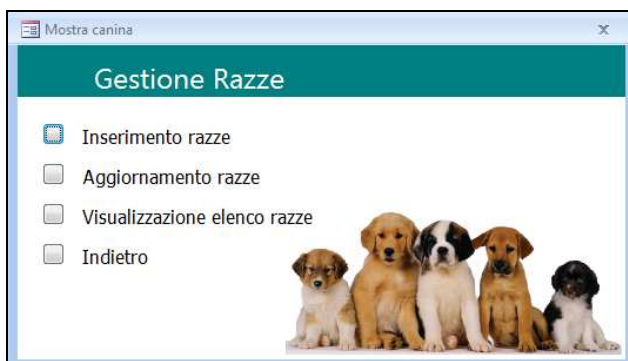 Mostra canina
Gestione Razze
Inserimento razze
Aggiornamento razze
Visualizzazione elenco razze
Indietro